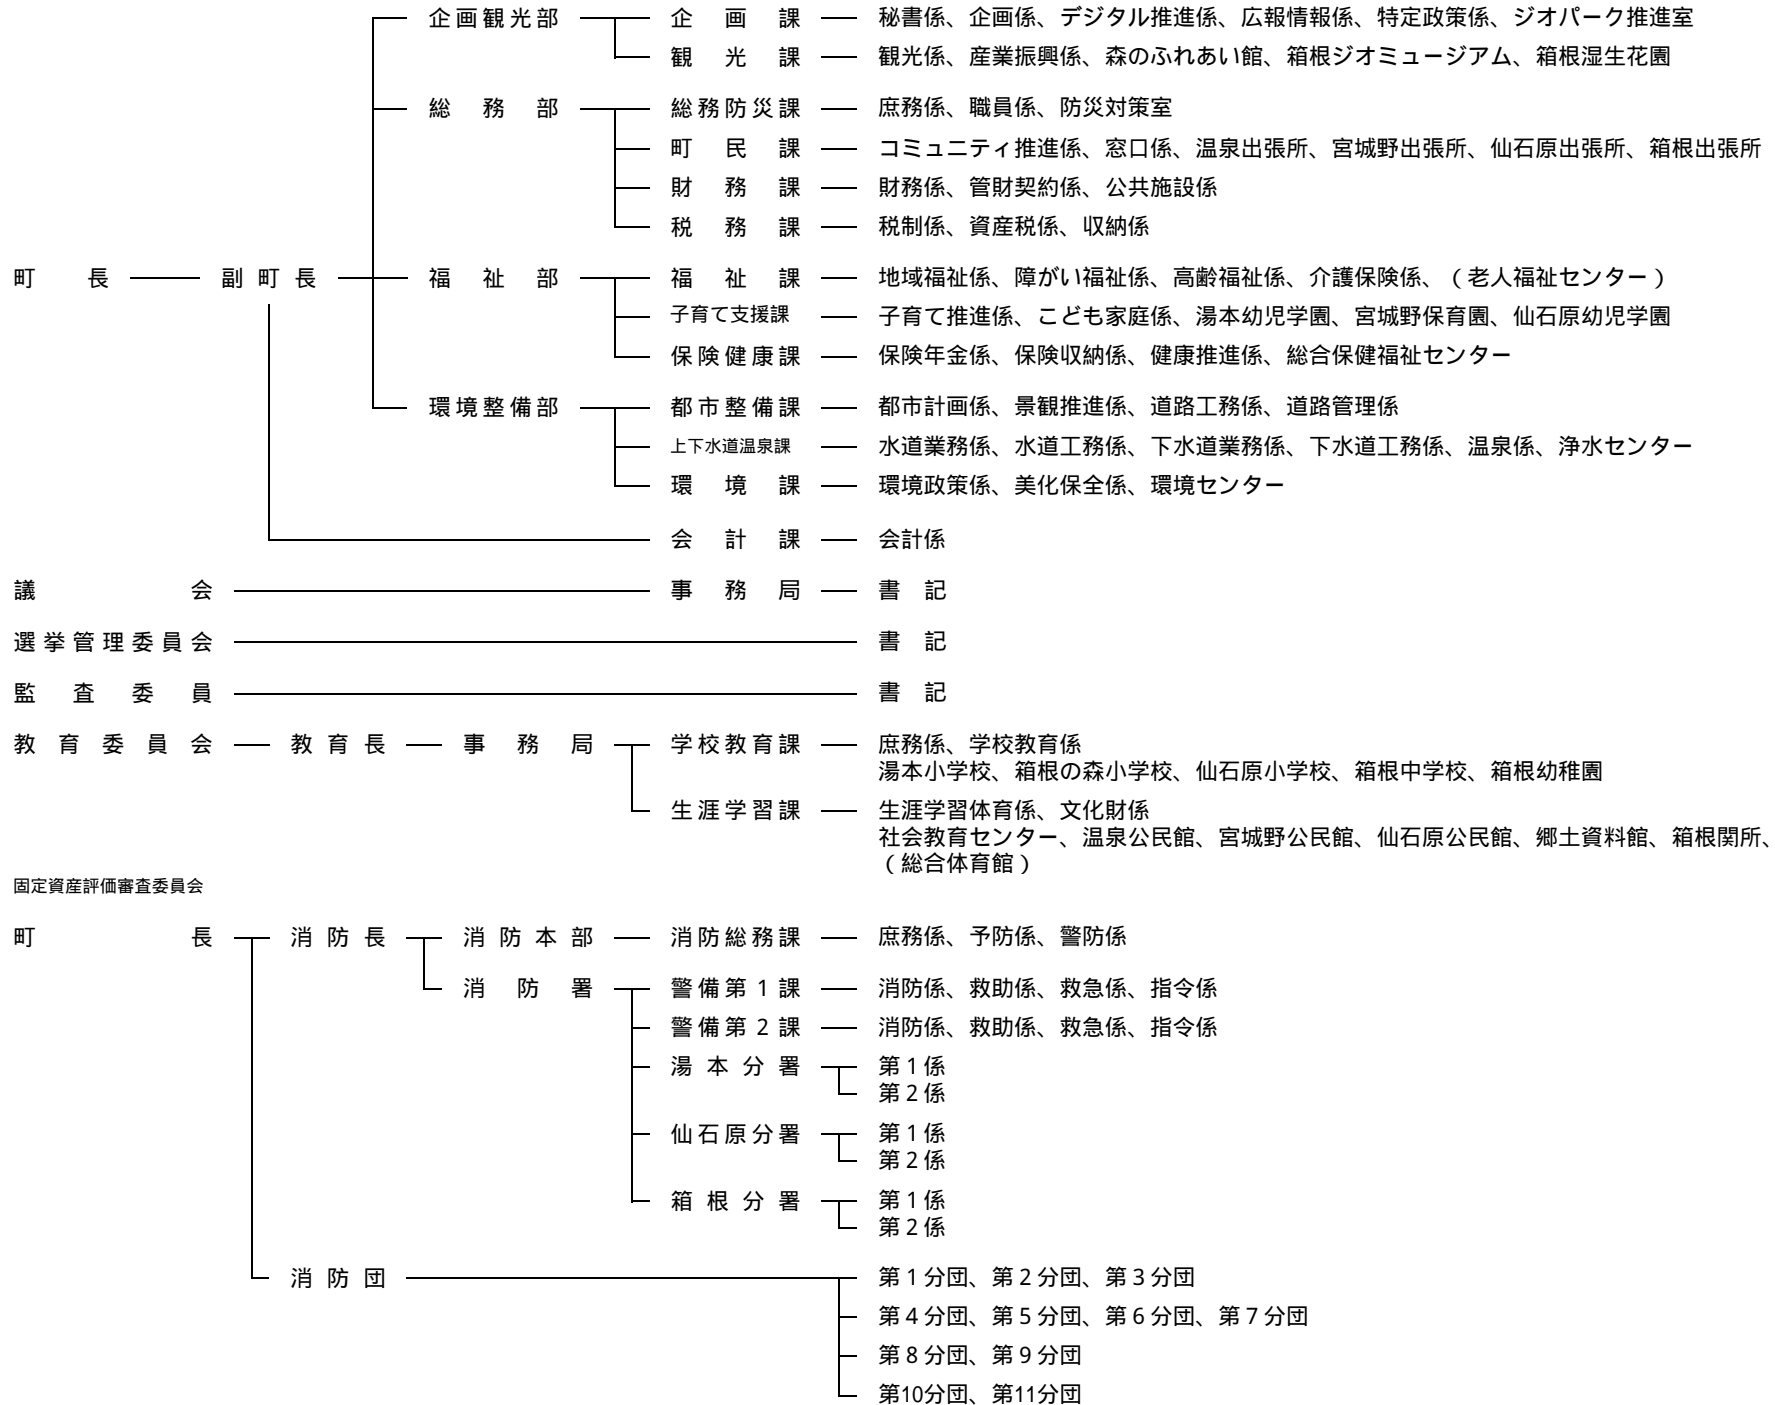 企画観光部 企画課 秘書係、企画係、デジタル推進係、広報情報係、特定政策係、ジオパーク推進室
観光課 観光係、産業振興係、森のふれあい館、箱根ジオミュージアム、箱根湿生花園
総務部 総務防災課 庶務係、職員係、防災対策室
町民課 コミュニティ推進係、窓口係、温泉出張所、宮城野出張所、仙石原出張所、箱根出張所
財務課 財務係、管財契約係、公共施設係
税務課 税制係、資産税係、収納係
町長 副町長 福祉部 福祉課 地域福祉係、障がい福祉係、高齢福祉係、介護保険係、（老人福祉センター）
子育て支援課 子育て推進係、こども家庭係、湯本幼児学園、宮城野保育園、仙石原幼児学園
保険健康課 保険年金係、保険収納係、健康推進係、総合保健福祉センター
環境整備部 都市整備課 都市計画係、景観推進係、道路工務係、道路管理係
上下水道温泉課 水道業務係、水道工務係、下水道業務係、下水道工務係、温泉係、浄水センター
環境課 環境政策係、美化保全係、環境センター
会計課 会計係
議会 事務局 書記
選挙管理委員会 書記
監査委員 書記
教育委員会 教育長 事務局 学校教育課 庶務係、学校教育係
湯本小学校、箱根の森小学校、仙石原小学校、箱根中学校、箱根幼稚園
生涯学習課 生涯学習体育係、文化財係
社会教育センター、温泉公民館、宮城野公民館、仙石原公民館、郷土資料館、箱根関所、
（総合体育館）
固定資産評価審査委員会
町長 消防長 消防本部 消防総務課 庶務係、予防係、警防係
消防署 警備第1課 消防係、救助係、救急係、指令係
警備第2課 消防係、救助係、救急係、指令係
湯本分署 第1係
第2係
仙石原分署 第1係
第2係
箱根分署 第1係
第2係
消防団 第1分団、第2分団、第3分団
第4分団、第5分団、第6分団、第7分団
第8分団、第9分団
第10分団、第11分団